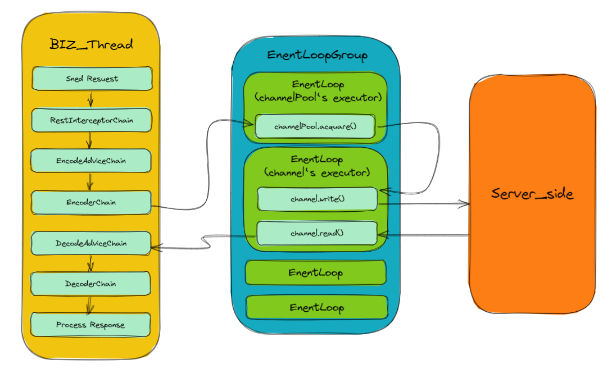 BIZ_Thread
Sned Resuest
RestInterceptorChain
EncodeAdviceChain
EncoderChain
DecodeAdviceChain
DecoderChain
Process Response
EnentLoopGroup
EnentLoop
(channelPool's executor)
channelPool.acquare()
EnentLoop
(channel's executor)
channel.write()
channel.read()
EnentLoop
EnentLoop
Server_side